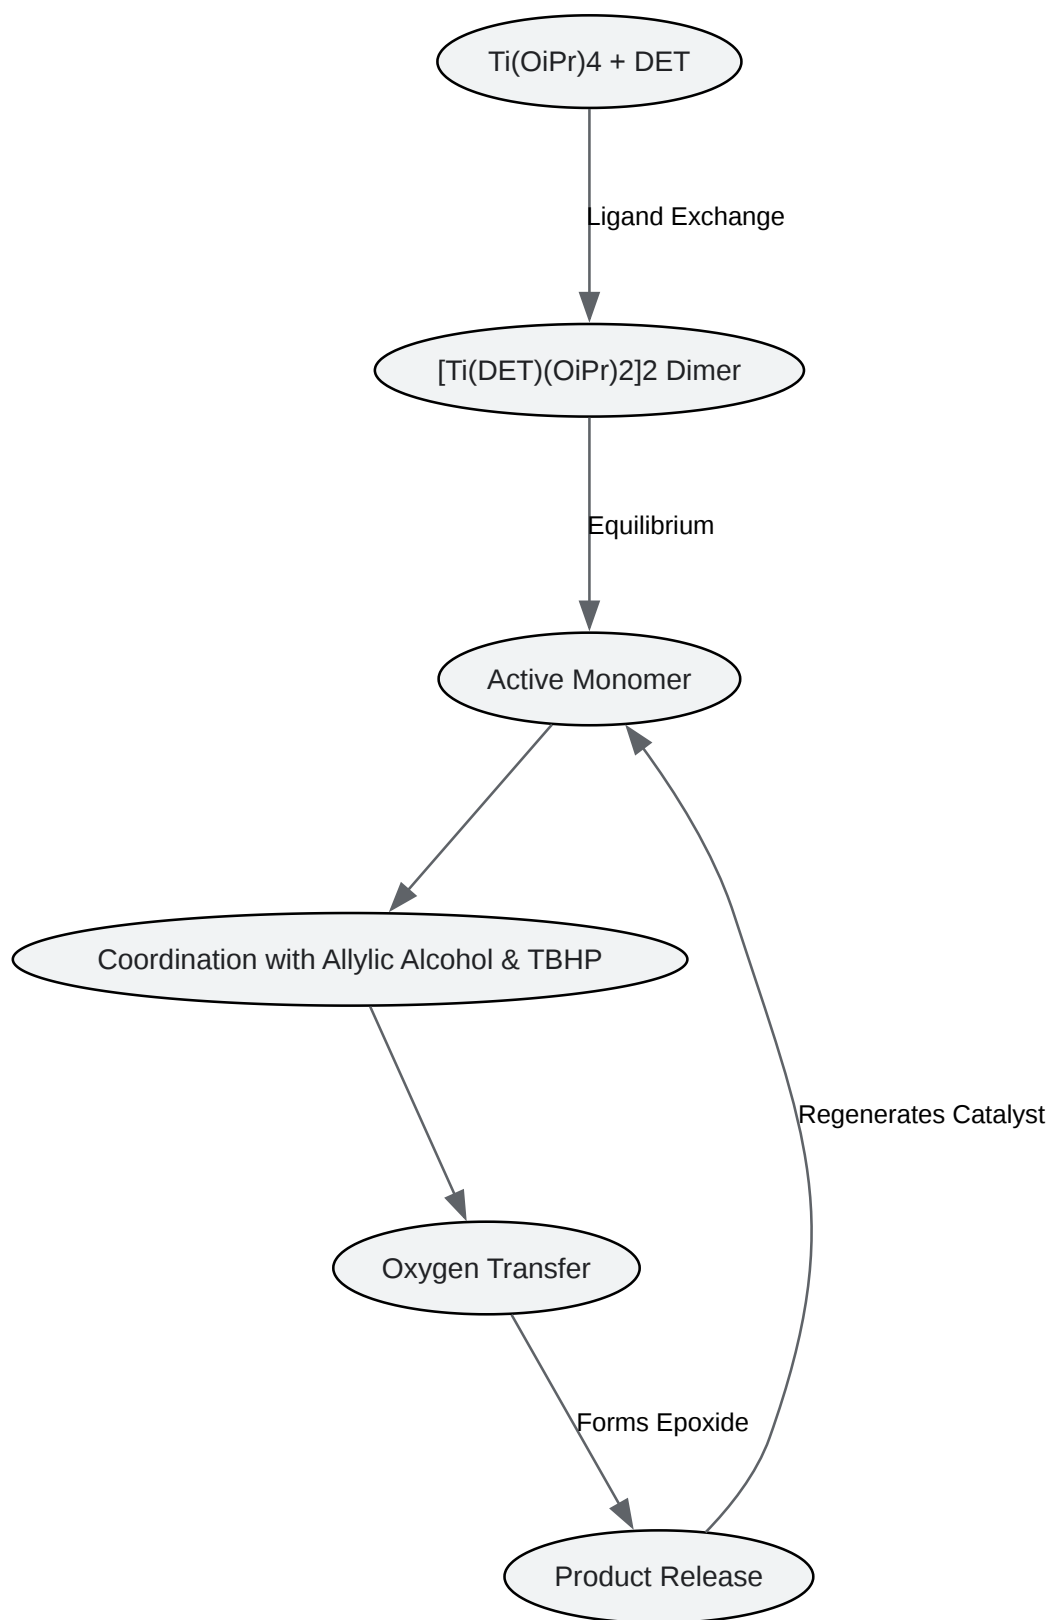 Ti(OiPr)4 + DET
Ligand Exchange
[Ti(DET)(OiPr)2]2 Dimer
Equilibrium
Active Monomer
Coordination with Allylic Alcohol & TBHP
Regenerates Catalyst
Oxygen Transfer
Forms Epoxide
Product Release